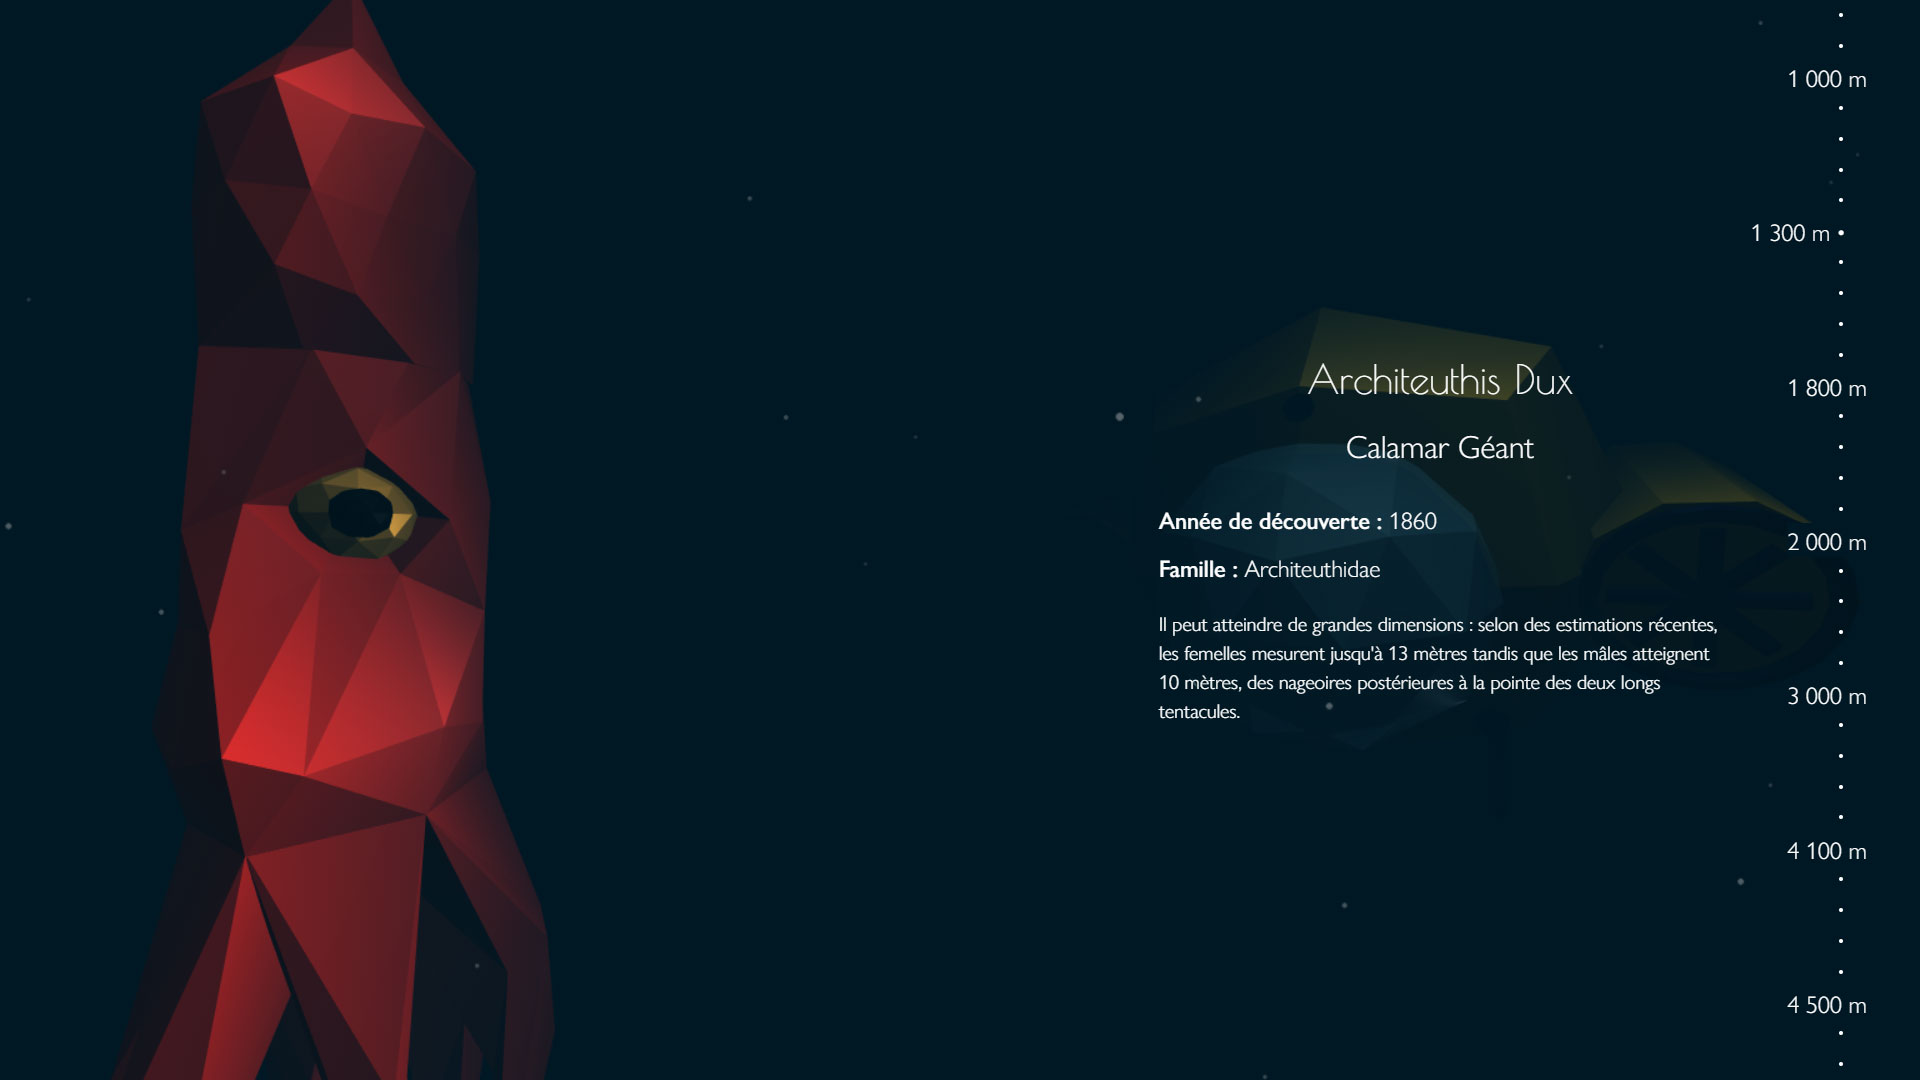 Architeuthis Dux
Calamar Géant
Année de découverte : 1860
Famille : Architeuthidae
Il peut atteindre de grandes dimensions : selon des estimations récentes,
les femelles mesurent jusqu'à 13 mètres tandis que les mâles atteignent
10 mètres, des nageoires postérieures à la pointe des deux longs
tentacules.
1 000 m
1 300 m
1 800 m
2 000 m
3 000 m
4 100 m
4 500 m